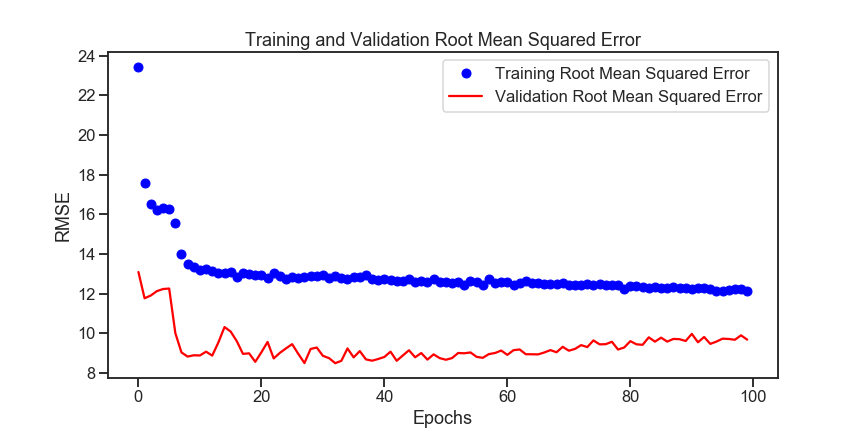 Training and Validation Root Mean Squared Error
24
22
20
18
16
14
12
10
8
RMSE
Training Root Mean Squared Error
Validation Root Mean Squared Error
0 20 40 60 80 100
Epochs